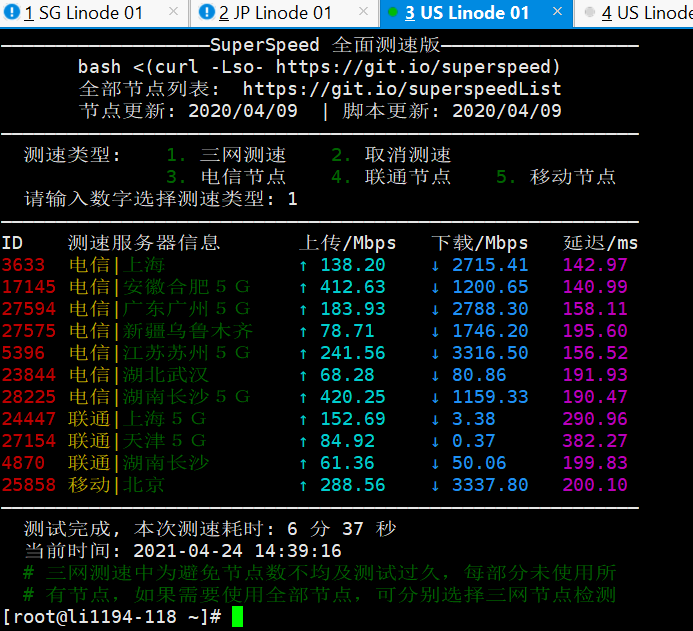 1 SG Linode 01 × 2 JP Linode 01 × 3 US Linode 01 × 4 US Linode
SuperSpeed 全面测速版
bash <(curl -Lso- https://git.io/superspeed)
全部节点列表: https://git.io/superspeedList
节点更新: 2020/04/09 | 脚本更新: 2020/04/09
测速类型: 1. 三网测速 2. 取消测速
3. 电信节点 4. 联通节点 5. 移动节点
请输入数字选择测速类型: 1
ID 测速服务器信息 上传/Mbps 下载/Mbps 延迟/ms
3633 电信|上海 ↑ 138.20 ↓ 2715.41 142.97
17145 电信|安徽合肥５Ｇ ↑ 412.63 ↓ 1200.65 140.99
27594 电信|广东广州５Ｇ ↑ 183.93 ↓ 2788.30 158.11
27575 电信|新疆乌鲁木齐 ↑ 78.71 ↓ 1746.20 195.60
5396 电信|江苏苏州５Ｇ ↑ 241.56 ↓ 3316.50 156.52
23844 电信|湖北武汉 ↑ 68.28 ↓ 80.86 191.93
28225 电信|湖南长沙５Ｇ ↑ 420.25 ↓ 1159.33 190.47
24447 联通|上海５Ｇ ↑ 152.69 ↓ 3.38 290.96
27154 联通|天津５Ｇ ↑ 84.92 ↓ 0.37 382.27
4870 联通|湖南长沙 ↑ 61.36 ↓ 50.06 199.83
25858 移动|北京 ↑ 288.56 ↓ 3337.80 200.10
测试完成, 本次测速耗时: 6 分 37 秒
当前时间: 2021-04-24 14:39:16
# 三网测速中为避免节点数不均及测试过久，每部分未使用所
# 有节点，如果需要使用全部节点，可分别选择三网节点检测
[root@li1194-118 ~]#